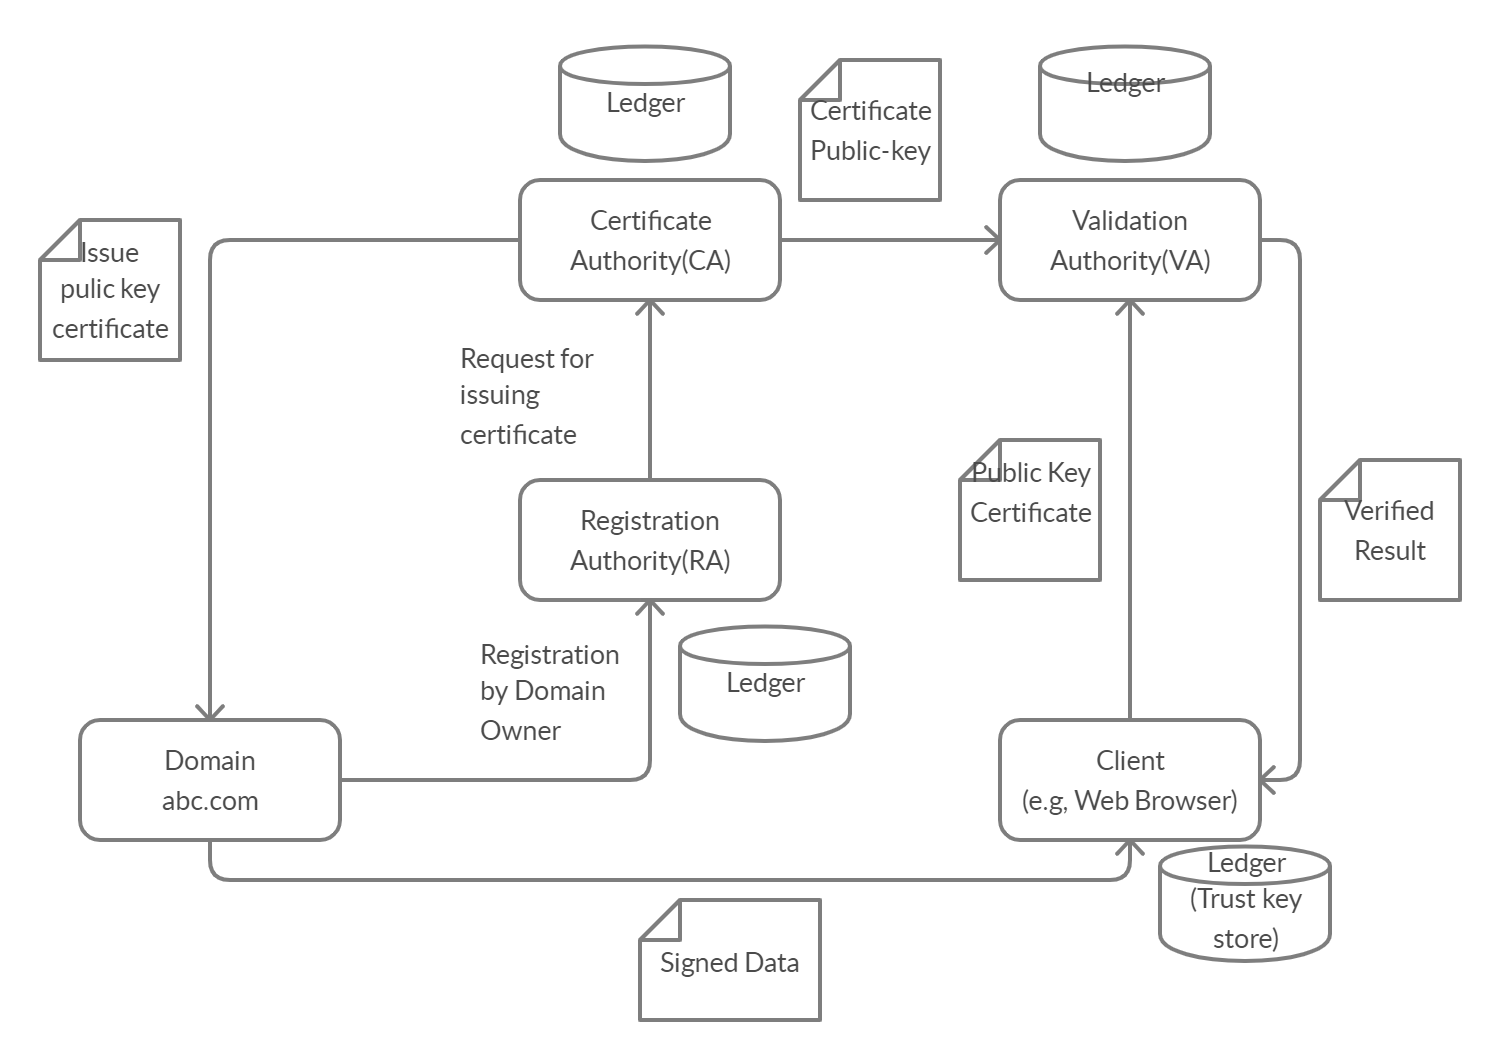 Ledger
Certificate
Public-key
Ledger
Certificate
Authority(CA)
Validation
Authority(VA)
Issue
pulic key
certificate
Request for
issuing
certificate
Public Key
Certificate
Verified
Result
Registration
Authority(RA)
Registration
by Domain
Owner
Ledger
Domain
abc.com
Client
(e.g, Web Browser)
Ledger
(Trust key
store)
Signed Data